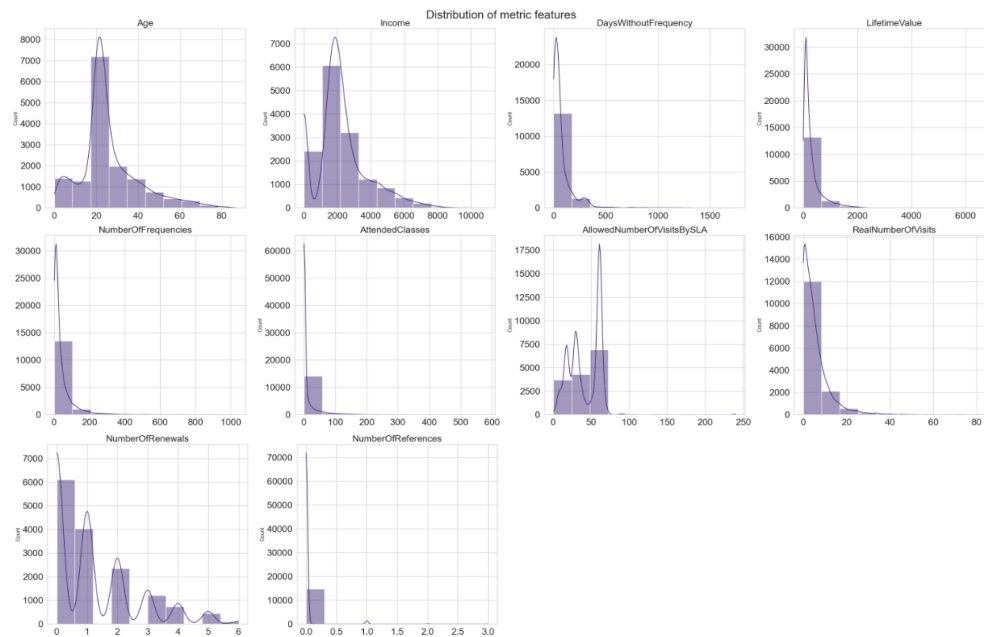 Distribution of metric features
Age
Income
DaysWithoutFrequency
LifetimeValue
8000
7000
6000
5000
4000
3000
2000
1000
0
Count
0 20 40 60 80
7000
6000
5000
4000
3000
2000
1000
0
Count
0 2000 4000 6000 8000 10000
20000
15000
10000
5000
0
Count
0 500 1000 1500
30000
25000
20000
15000
10000
5000
0
Count
0 2000 4000 6000
NumberOfFrequencies
AttendedClasses
AllowedNumberOfVisitsBySLA
RealNumberOfVisits
30000
25000
20000
15000
10000
5000
0
Count
0 200 400 600 800 1000
60000
50000
40000
30000
20000
10000
0
Count
0 100 200 300 400 500 600
17500
15000
12500
10000
7500
5000
2500
0
Count
0 50 100 150 200 250
16000
14000
12000
10000
8000
6000
4000
2000
0
Count
0 20 40 60 80
NumberOfRenewals
NumberOfReferences
7000
6000
5000
4000
3000
2000
1000
0
Count
0 1 2 3 4 5 6
70000
60000
50000
40000
30000
20000
10000
0
Count
0.0 0.5 1.0 1.5 2.0 2.5 3.0